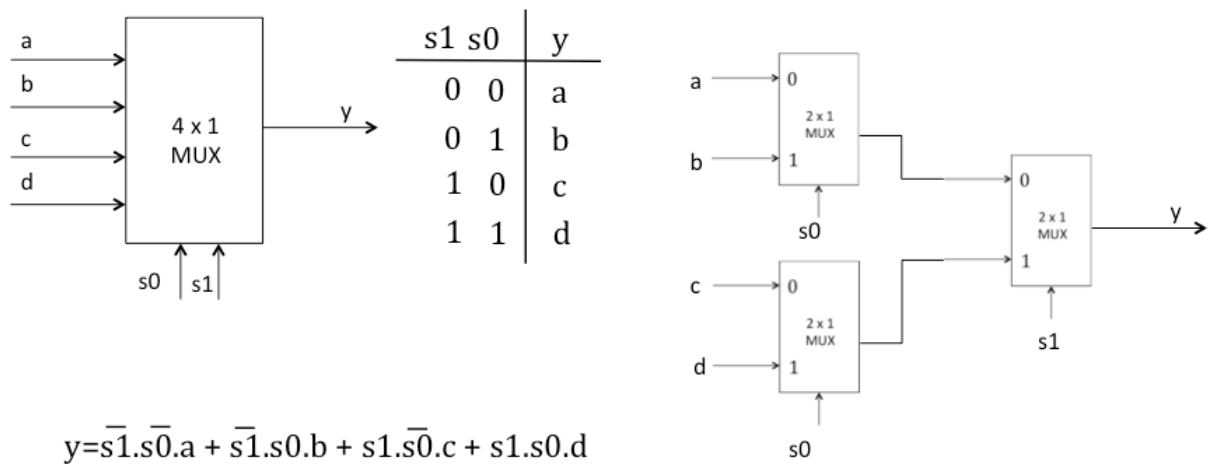 a
b
c
d
4 x 1
MUX
y
s0 s1
s1 s0 y
0 0 a
0 1 b
1 0 c
1 1 d
a
b
0
1
2 x 1
MUX
s0
c
d
0
1
2 x 1
MUX
s0
0
1
2 x 1
MUX
s1
y
y=s̅1̅.s̅0̅.a + s̅1̅.s0.b + s1.s̅0̅.c + s1.s0.d